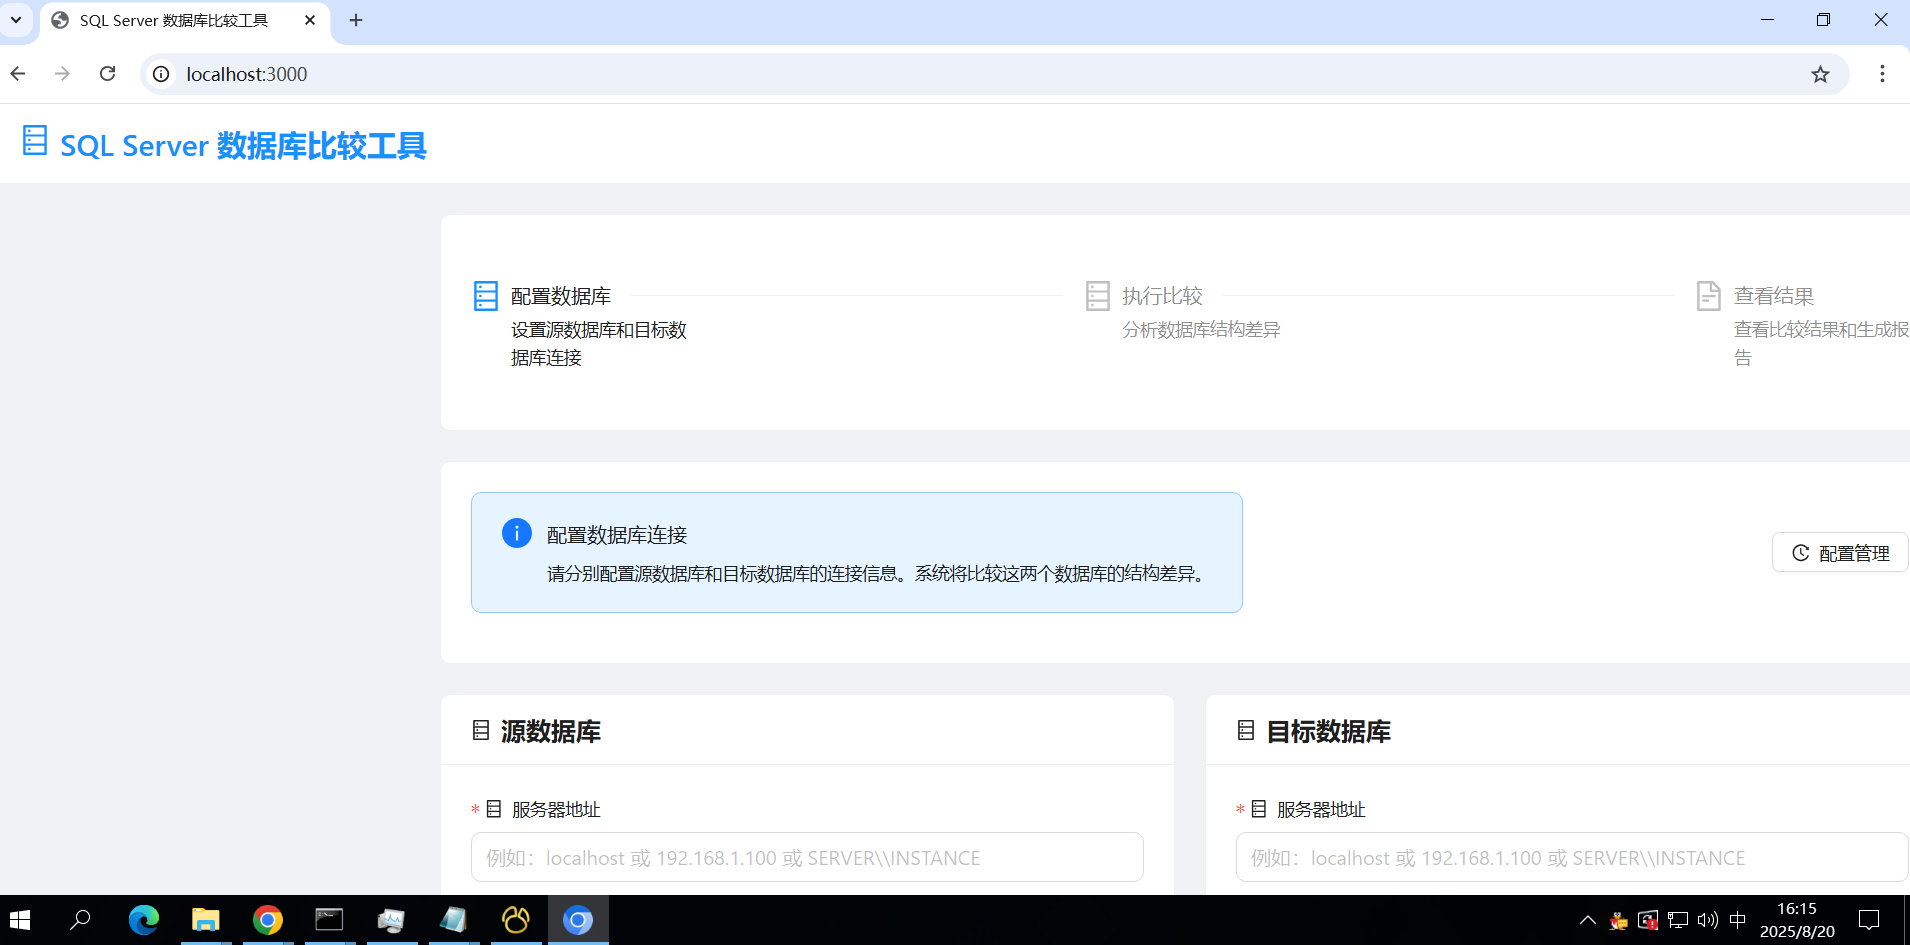 SQL Server 数据库比较工具
localhost:3000
SQL Server 数据库比较工具
配置数据库
设置源数据库和目标数
据库连接
执行比较
分析数据库结构差异
查看结果
查看比较结果和生成报
告
配置数据库连接
请分别配置源数据库和目标数据库的连接信息。系统将比较这两个数据库的结构差异。
配置管理
源数据库
目标数据库
* 服务器地址
* 服务器地址
例如：localhost 或 192.168.1.100 或 SERVER\\INSTANCE
例如：localhost 或 192.168.1.100 或 SERVER\\INSTANCE
中
16:15
2025/8/20